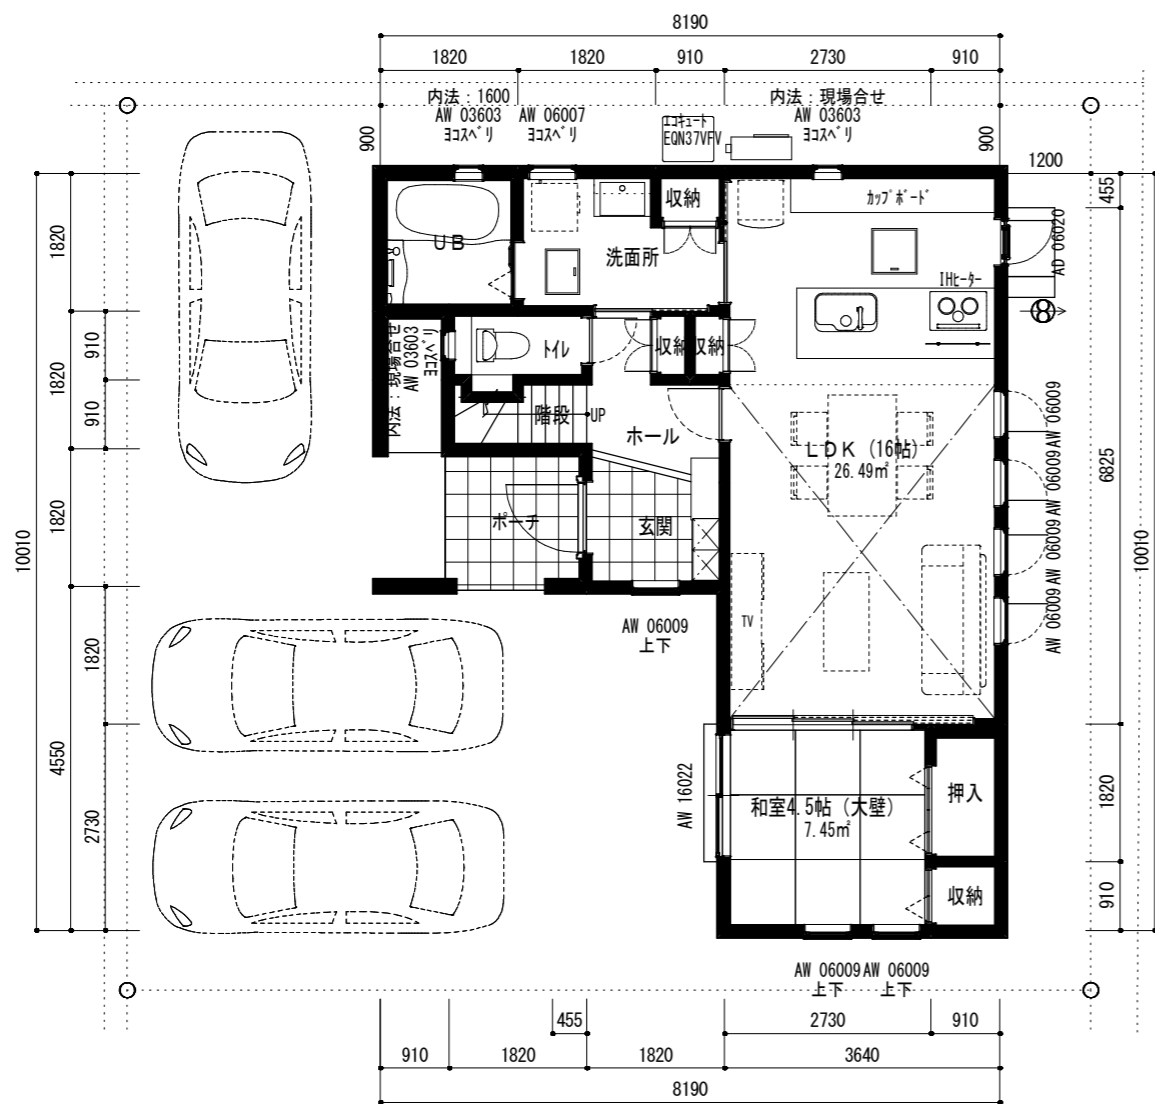 8190
1820
1820
910
2730
910
内法：1600
AW 03603
ﾖｺｽﾍﾞﾘ
AW 06007
ﾖｺｽﾍﾞﾘ
ｴｺｷｭｰﾄ
EQN37VFV
内法：現場合せ
AW 03603
ﾖｺｽﾍﾞﾘ
900
900
1200
455
10010
1820
910
1820
910
1820
4550
1820
2730
ＵＢ
洗面所
収納
ｶｯﾌﾟﾎﾞｰﾄﾞ
IHﾋｰﾀｰ
AD 06020
内法：現場合せ
AW 03603
ﾖｺｽﾍﾞﾘ
ﾄｲﾚ
収納
収納
階段
UP
ホール
ＬＤＫ（16帖）
26.49㎡
AW 06009
AW 06009
AW 06009
AW 06009
6825
10010
ポーチ
玄関
AW 06009
上下
TV
AW 16022
和室4.5帖（大壁）
7.45㎡
押入
収納
1820
910
AW 06009
上下
AW 06009
上下
455
2730
910
910
1820
1820
3640
8190